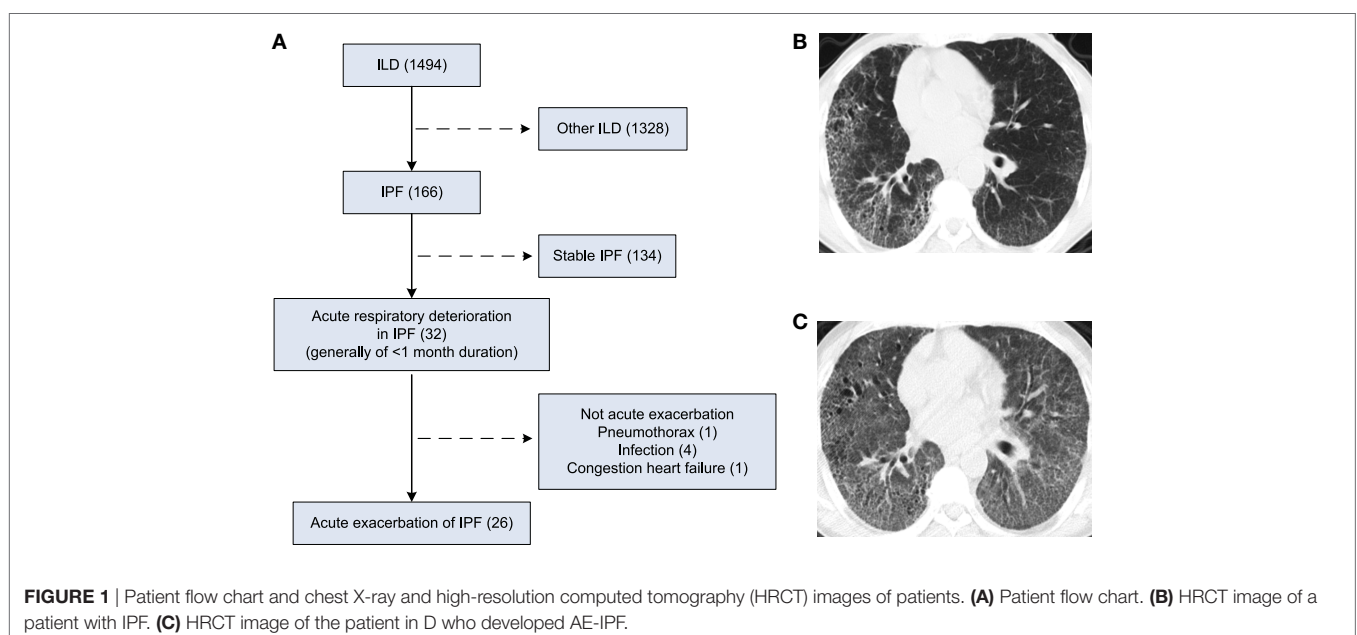 A
ILD (1494)
Other ILD (1328)
IPF (166)
Stable IPF (134)
Acute respiratory deterioration
in IPF (32)
(generally of <1 month duration)
Not acute exacerbation
Pneumothorax (1)
Infection (4)
Congestion heart failure (1)
Acute exacerbation of IPF (26)
B
C
FIGURE 1 | Patient flow chart and chest X-ray and high-resolution computed tomography (HRCT) images of patients. (A) Patient flow chart. (B) HRCT image of a
patient with IPF. (C) HRCT image of the patient in D who developed AE-IPF.